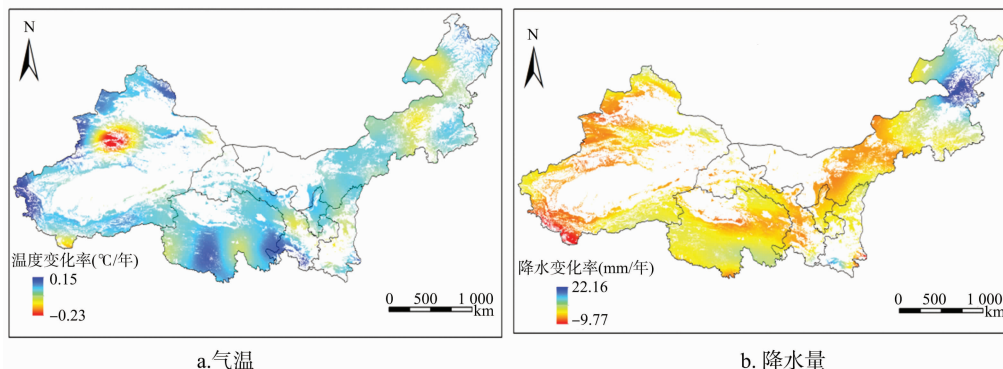 N
温度变化率(℃/年)
0.15
-0.23
0 500 1 000
km
a.气温
N
降水变化率(mm/年)
22.16
-9.77
0 500 1 000
km
b. 降水量